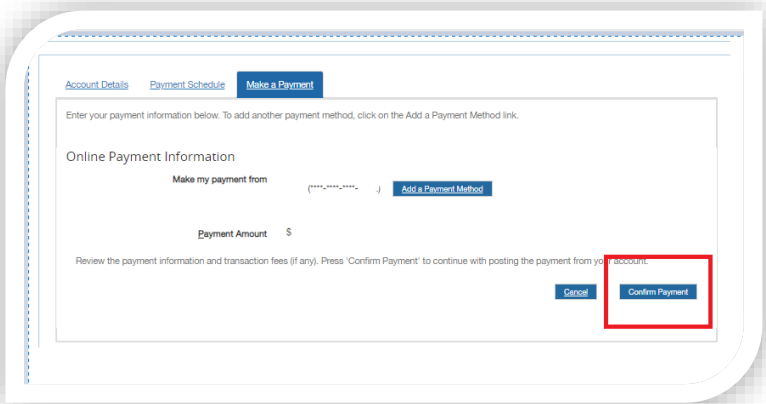 Account Details Payment Schedule Make a Payment
Enter your payment information below. To add another payment method, click on the Add a Payment Method link.
Online Payment Information
Make my payment from
(****-****-****- .) Add a Payment Method
Payment Amount $
Review the payment information and transaction fees (if any). Press 'Confirm Payment' to continue with posting the payment from your account.
Cancel Confirm Payment